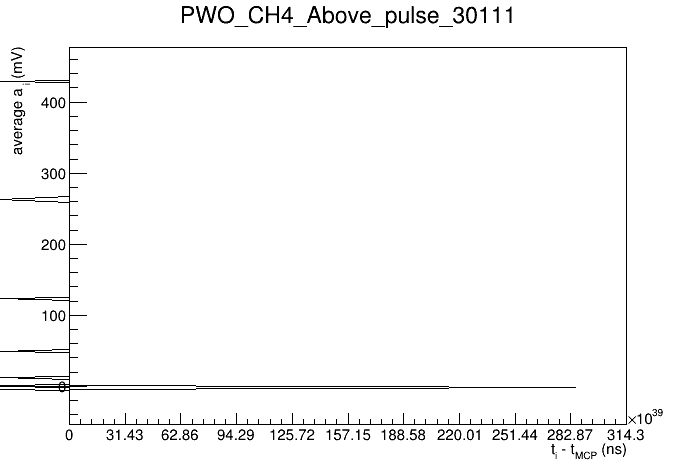 PWO_CH4_Above_pulse_30111
average a_i (mV)
400
300
200
100
0
0 31.43 62.86 94.29 125.72 157.15 188.58 220.01 251.44 282.87 314.3
×10^39
t_i - t_MCP (ns)